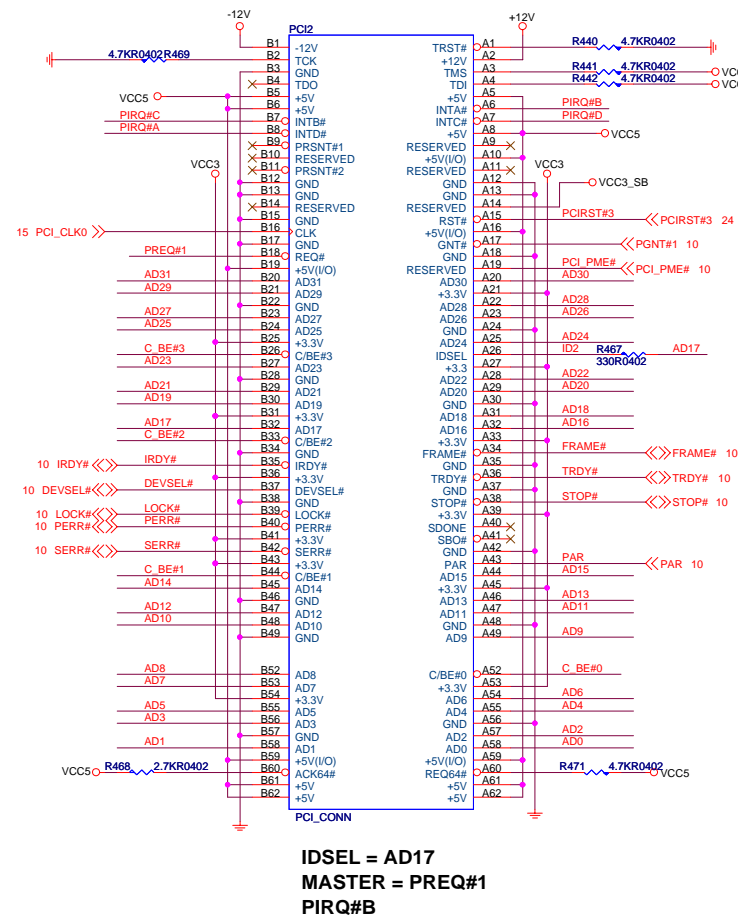 -12V +12V
PCI2
B1 -12V TRST# A1 R440 4.7KR0402
4.7KR0402 R469 B2 TCK +12V A2
B3 GND TMS A3 R441 4.7KR0402
B4 TDO TDI A4 R442 4.7KR0402
VCC5 B5 +5V +5V A5
B6 +5V INTA# A6 PIRQ#B
PIRQ#C B7 INTB# INTC# A7 PIRQ#D
PIRQ#A B8 INTD# +5V A8 VCC5
B9 PRSNT#1 RESERVED A9
B10 RESERVED +5V(I/O) A10
VCC3 B11 PRSNT#2 RESERVED A11 VCC3
B12 GND GND A12 VCC3_SB
B13 GND GND A13
B14 RESERVED RESERVED A14
B15 GND RST# A15 PCIRST#3 PCIRST#3 24
15 PCI_CLK0 B16 CLK +5V(I/O) A16
B17 GND GNT# A17 PGNT#1 10
PREQ#1 B18 REQ# GND A18
B19 +5V(I/O) RESERVED A19 PCI_PME# PCI_PME# 10
AD31 B20 AD31 AD30 A20 AD30
AD29 B21 AD29 +3.3V A21
B22 GND AD28 A22 AD28
AD27 B23 AD27 AD26 A23 AD26
AD25 B24 AD25 GND A24
B25 +3.3V AD24 A25 AD24
C_BE#3 B26 C/BE#3 IDSEL A26 ID2 R467 330R0402 AD17
AD23 B27 AD23 +3.3 A27
B28 GND AD22 A28 AD22
AD21 B29 AD21 AD20 A29 AD20
AD19 B30 AD19 GND A30
B31 +3.3V AD18 A31 AD18
AD17 B32 AD17 AD16 A32 AD16
C_BE#2 B33 C/BE#2 +3.3V A33
B34 GND FRAME# A34 FRAME# FRAME# 10
10 IRDY# IRDY# B35 IRDY# GND A35
B36 +3.3V TRDY# A36 TRDY# TRDY# 10
10 DEVSEL# DEVSEL# B37 DEVSEL# GND A37
B38 GND STOP# A38 STOP# STOP# 10
10 LOCK# LOCK# B39 LOCK# +3.3V A39
10 PERR# PERR# B40 PERR# SDONE A40
B41 +3.3V SBO# A41
10 SERR# SERR# B42 SERR# GND A42
B43 +3.3V PAR A43 PAR PAR 10
C_BE#1 B44 C/BE#1 AD15 A44 AD15
AD14 B45 AD14 +3.3V A45
B46 GND AD13 A46 AD13
AD12 B47 AD12 AD11 A47 AD11
AD10 B48 AD10 GND A48
B49 GND AD9 A49 AD9
AD8 B52 AD8 C/BE#0 A52 C_BE#0
AD7 B53 AD7 +3.3V A53
B54 +3.3V AD6 A54 AD6
AD5 B55 AD5 AD4 A55 AD4
AD3 B56 AD3 GND A56
B57 GND AD2 A57 AD2
AD1 B58 AD1 AD0 A58 AD0
B59 +5V(I/O) +5V(I/O) A59
VCC5 R468 2.7KR0402 B60 ACK64# REQ64# A60 R471 4.7KR0402 VCC5
B61 +5V +5V A61
B62 +5V +5V A62
PCI_CONN
IDSEL = AD17
MASTER = PREQ#1
PIRQ#B